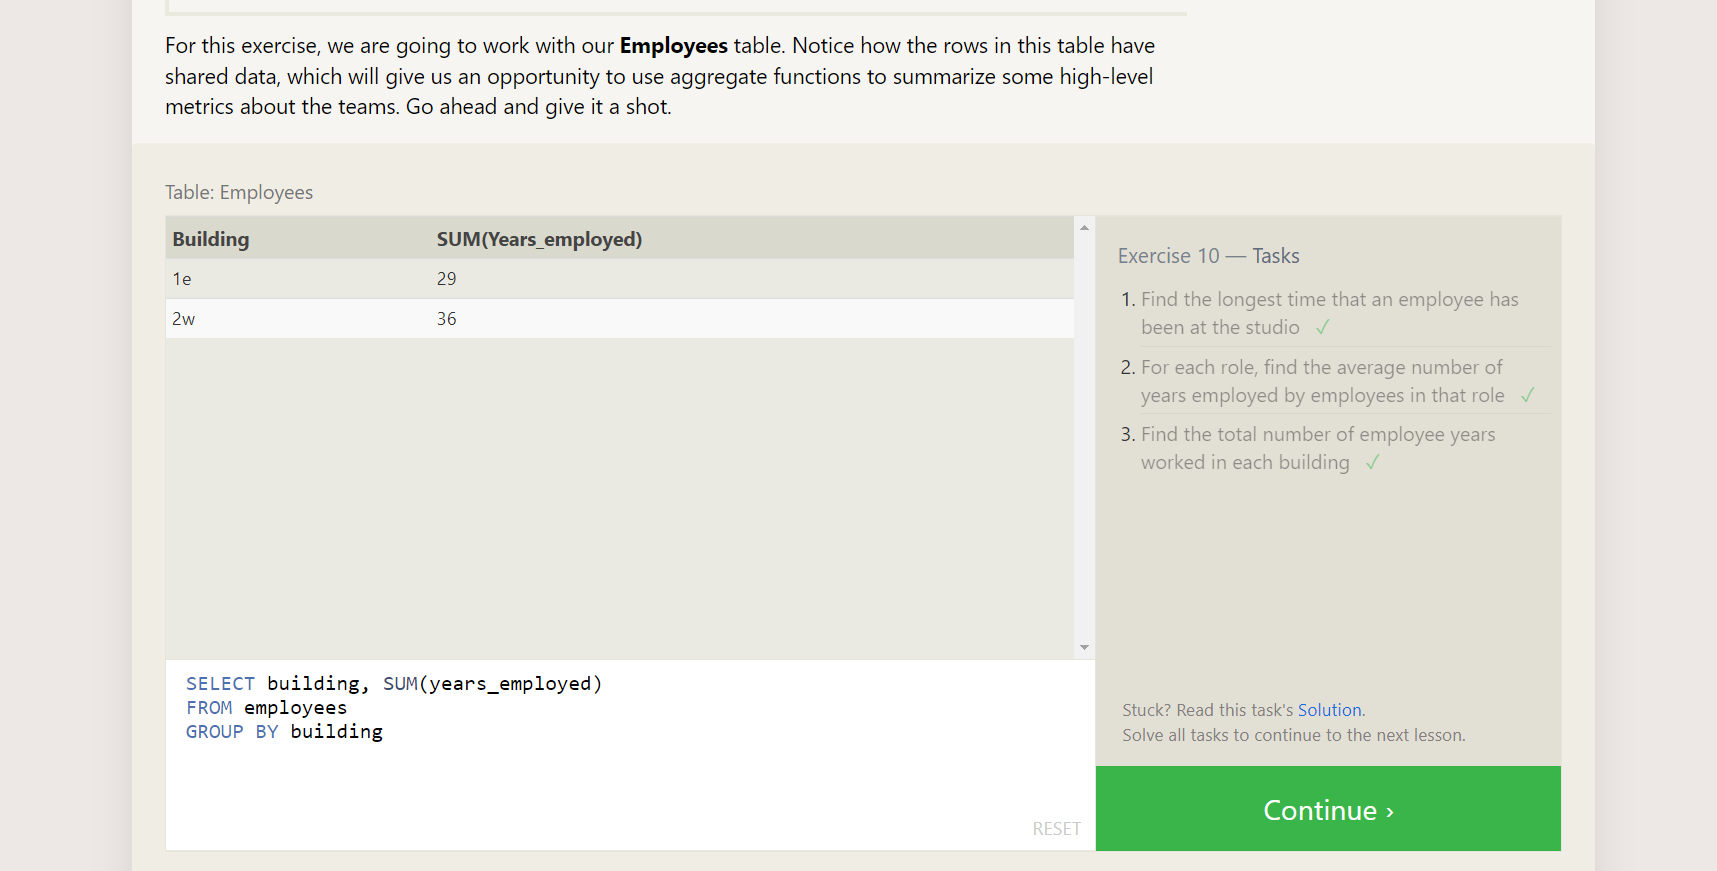 For this exercise, we are going to work with our Employees table. Notice how the rows in this table have
shared data, which will give us an opportunity to use aggregate functions to summarize some high-level
metrics about the teams. Go ahead and give it a shot.
Table: Employees
Building SUM(Years_employed)
1e 29
2w 36
SELECT building, SUM(years_employed)
FROM employees
GROUP BY building
RESET
Exercise 10 — Tasks
1. Find the longest time that an employee has
been at the studio ✓
2. For each role, find the average number of
years employed by employees in that role ✓
3. Find the total number of employee years
worked in each building ✓
Stuck? Read this task's Solution.
Solve all tasks to continue to the next lesson.
Continue ›